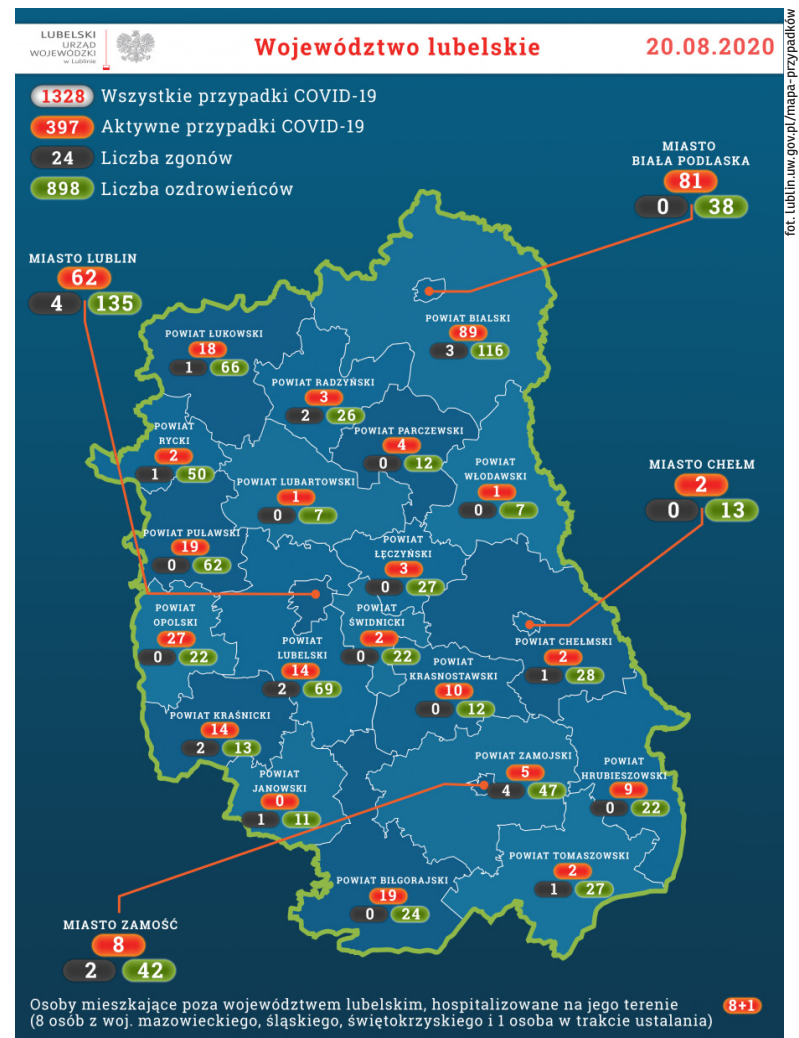 LUBELSKI
URZĄD
WOJEWÓDZKI
w Lublinie
Województwo lubelskie
20.08.2020
fot. lublin.uw.gov.pl/mapa-przypadków
1328 Wszystkie przypadki COVID-19
397 Aktywne przypadki COVID-19
24 Liczba zgonów
898 Liczba ozdrowieńców
MIASTO
BIAŁA PODLASKA
81
0 38
MIASTO LUBLIN
62
4 135
POWIAT BIALSKI
89
3 116
POWIAT ŁUKOWSKI
18
1 66
POWIAT RADZYŃSKI
3
2 26
POWIAT
RYCKI
2
1 50
POWIAT PARCZEWSKI
4
0 12
POWIAT
WŁODAWSKI
1
0 7
MIASTO CHEŁM
2
0 13
POWIAT LUBARTOWSKI
1
0 7
POWIAT PUŁAWSKI
19
0 62
POWIAT
ŁĘCZYŃSKI
3
0 27
POWIAT
OPOLSKI
27
0 22
POWIAT
ŚWIDNICKI
2
0 22
POWIAT
LUBELSKI
14
2 69
POWIAT CHEŁMSKI
2
1 28
POWIAT
KRASNOSTAWSKI
10
0 12
POWIAT KRAŚNICKI
14
2 13
POWIAT ZAMOJSKI
5
4 47
POWIAT
HRUBIESZOWSKI
9
0 22
POWIAT
JANOWSKI
0
1 11
POWIAT TOMASZOWSKI
2
1 27
POWIAT BIŁGORAJSKI
19
0 24
MIASTO ZAMOŚĆ
8
2 42
Osoby mieszkające poza województwem lubelskim, hospitalizowane na jego terenie 8+1
(8 osób z woj. mazowieckiego, śląskiego, świętokrzyskiego i 1 osoba w trakcie ustalania)